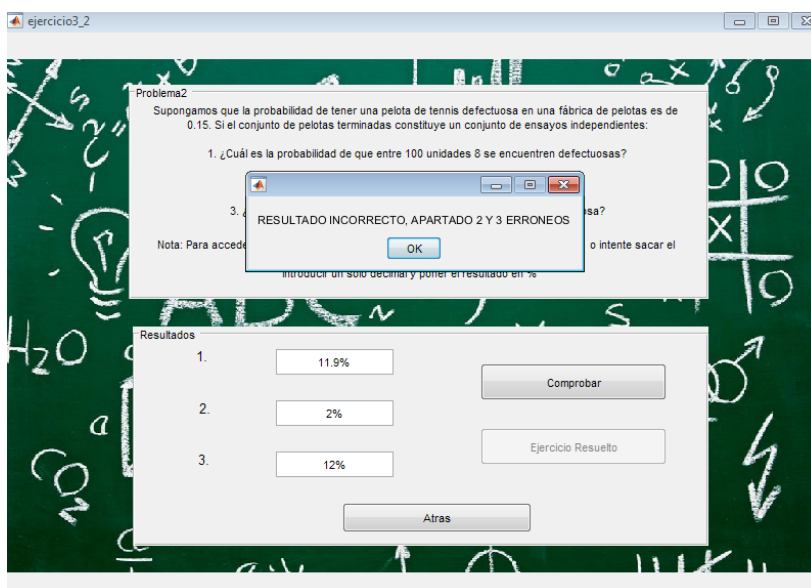 ejercicio3_2
Problema2
Supongamos que la probabilidad de tener una pelota de tennis defectuosa en una fábrica de pelotas es de
0.15. Si el conjunto de pelotas terminadas constituye un conjunto de ensayos independientes:
1. ¿Cuál es la probabilidad de que entre 100 unidades 8 se encuentren defectuosas?
RESULTADO INCORRECTO, APARTADO 2 Y 3 ERRONEOS
OK
3. ¿
Nota: Para accede
o intente sacar el
introducir un solo decimal y poner el resultado en %
Resultados
1.
11.9%
2.
2%
3.
12%
Comprobar
Ejercicio Resuelto
Atras
H2O
CO2
ABC